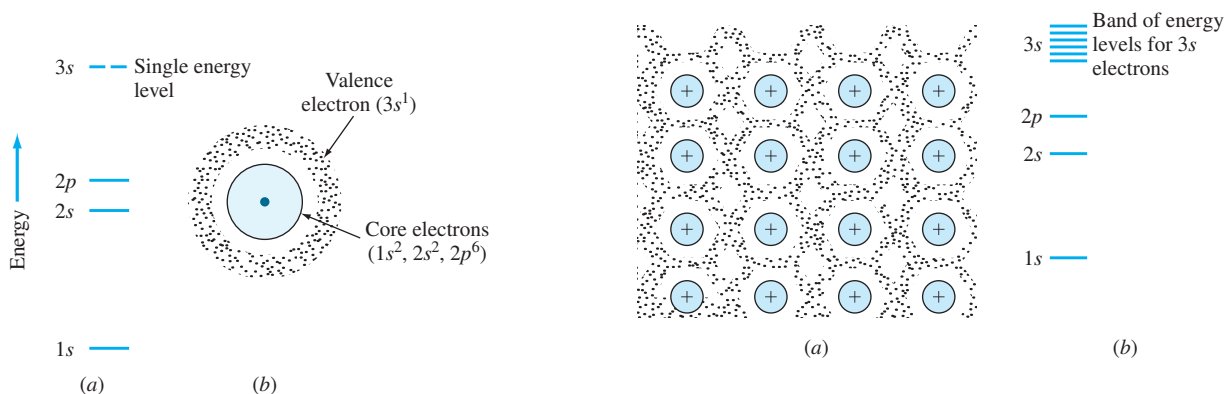 3s
Single energy
level
Valence
electron (3s¹)
2p
2s
Energy
Core electrons
(1s², 2s², 2p⁶)
1s
(a)
(b)
+ + + +
+ + + +
+ + + +
+ + + +
(a)
3s
Band of energy
levels for 3s
electrons
2p
2s
1s
(b)